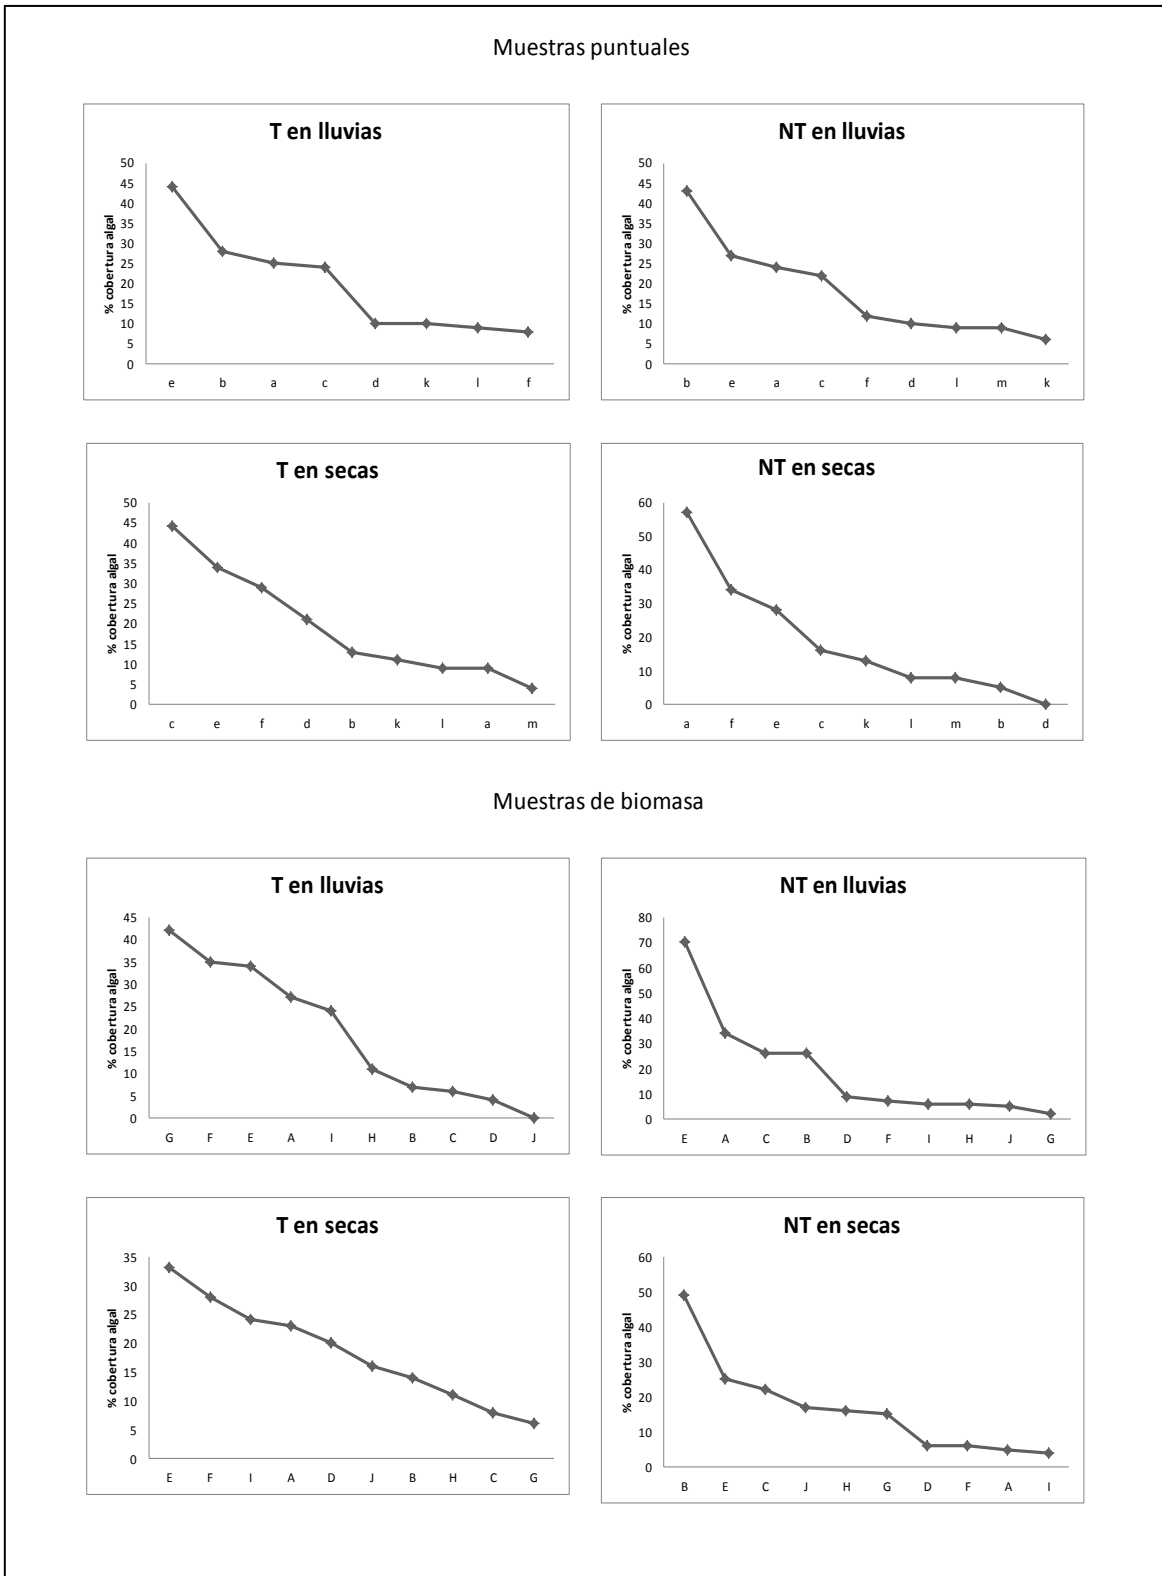 Muestras puntuales
T en lluvias
% cobertura algal
50
45
40
35
30
25
20
15
10
5
0
e b a c d k l f
NT en lluvias
% cobertura algal
50
45
40
35
30
25
20
15
10
5
0
b e a c f d l m k
T en secas
% cobertura algal
50
45
40
35
30
25
20
15
10
5
0
c e f d b k l a m
NT en secas
% cobertura algal
60
50
40
30
20
10
0
a f e c k l m b d
Muestras de biomasa
T en lluvias
% cobertura algal
45
40
35
30
25
20
15
10
5
0
G F E A I H B C D J
NT en lluvias
% cobertura algal
80
70
60
50
40
30
20
10
0
E A C B D F I H J G
T en secas
% cobertura algal
35
30
25
20
15
10
5
0
E F I A D J B H C G
NT en secas
% cobertura algal
60
50
40
30
20
10
0
B E C J H G D F A I